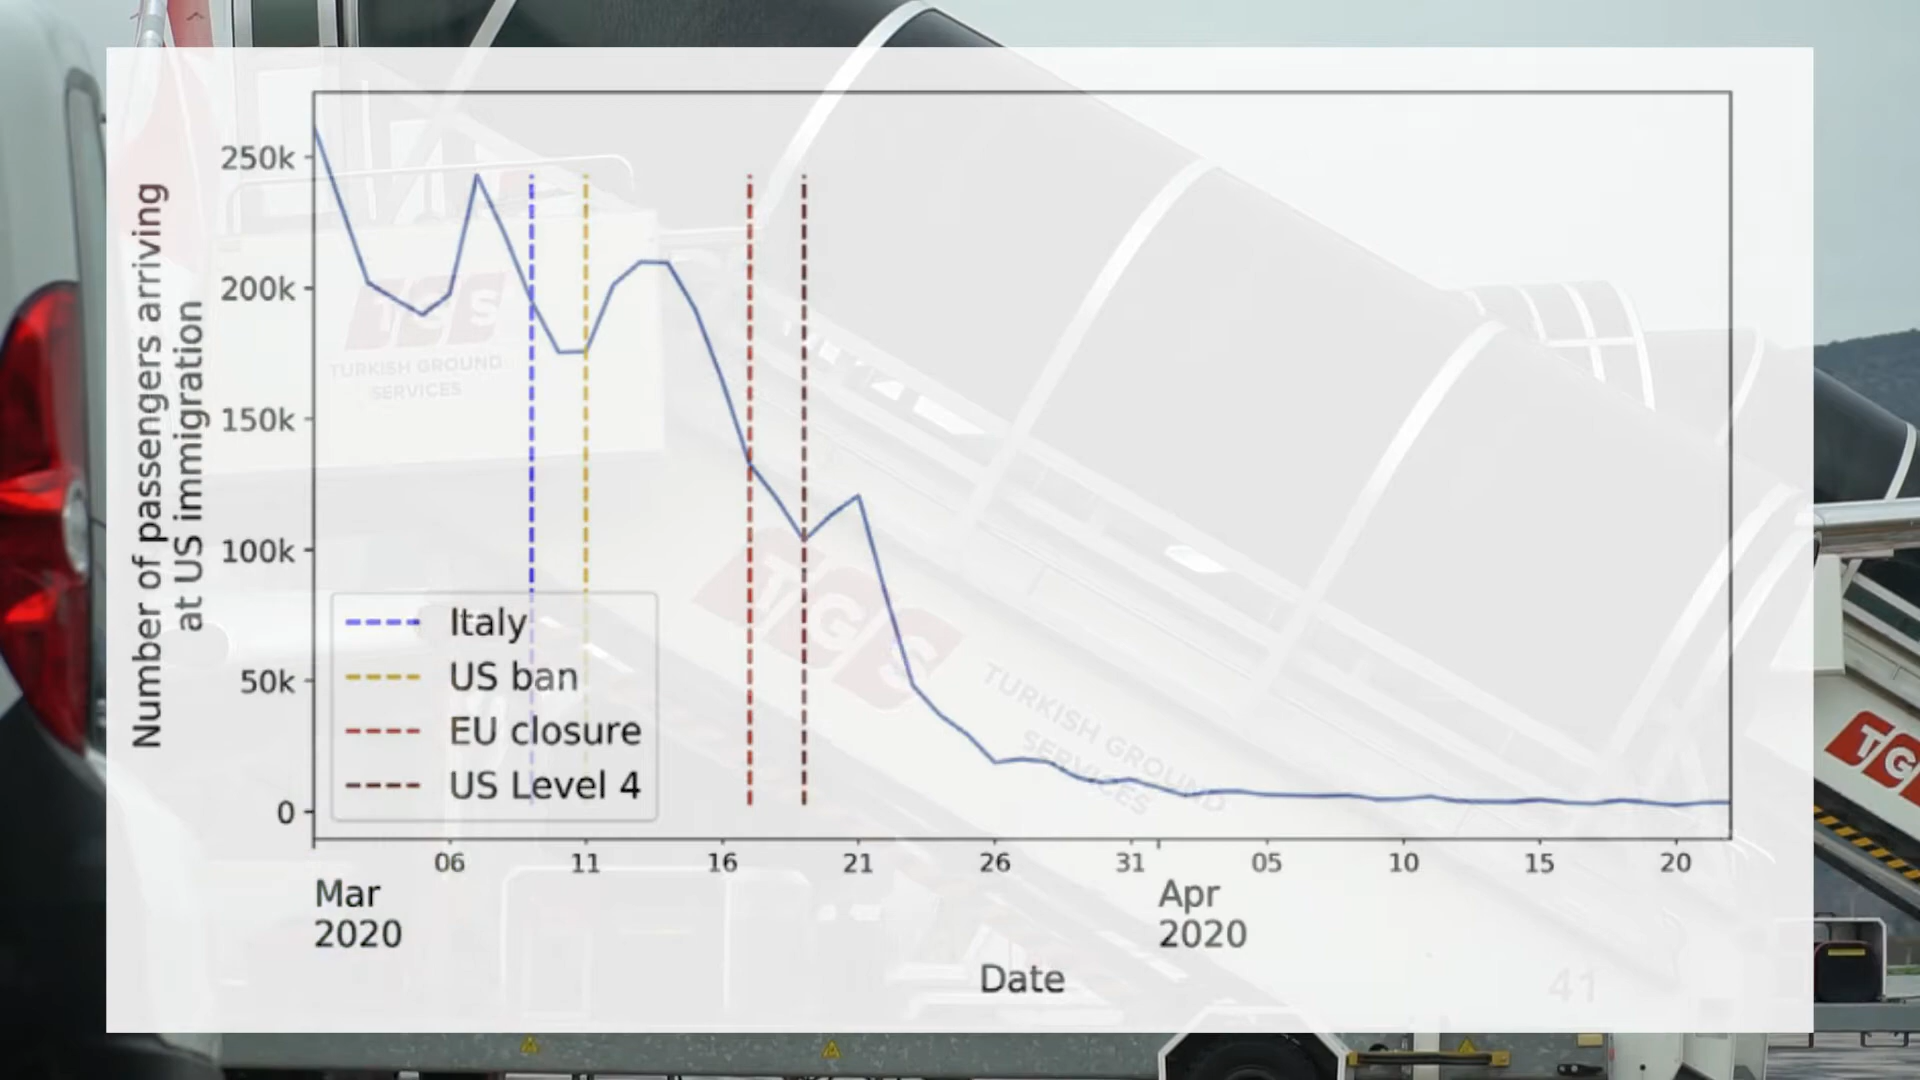 Number of passengers arriving
at US immigration
250k
200k
150k
100k
50k
0
Italy
US ban
EU closure
US Level 4
06 11 16 21 26 31 05 10 15 20
Mar
2020
Apr
2020
Date
TGS
TURKISH GROUND
SERVICES
TGS
TURKISH GROUND
SERVICES
41